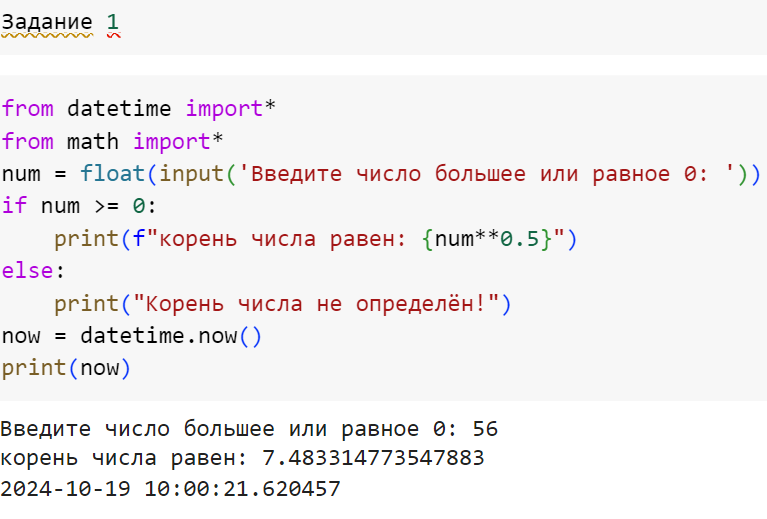 Задание 1
from datetime import*
from math import*
num = float(input('Введите число большее или равное 0: '))
if num >= 0:
    print(f"корень числа равен: {num**0.5}")
else:
    print("Корень числа не определён!")
now = datetime.now()
print(now)
Введите число большее или равное 0: 56
корень числа равен: 7.483314773547883
2024-10-19 10:00:21.620457